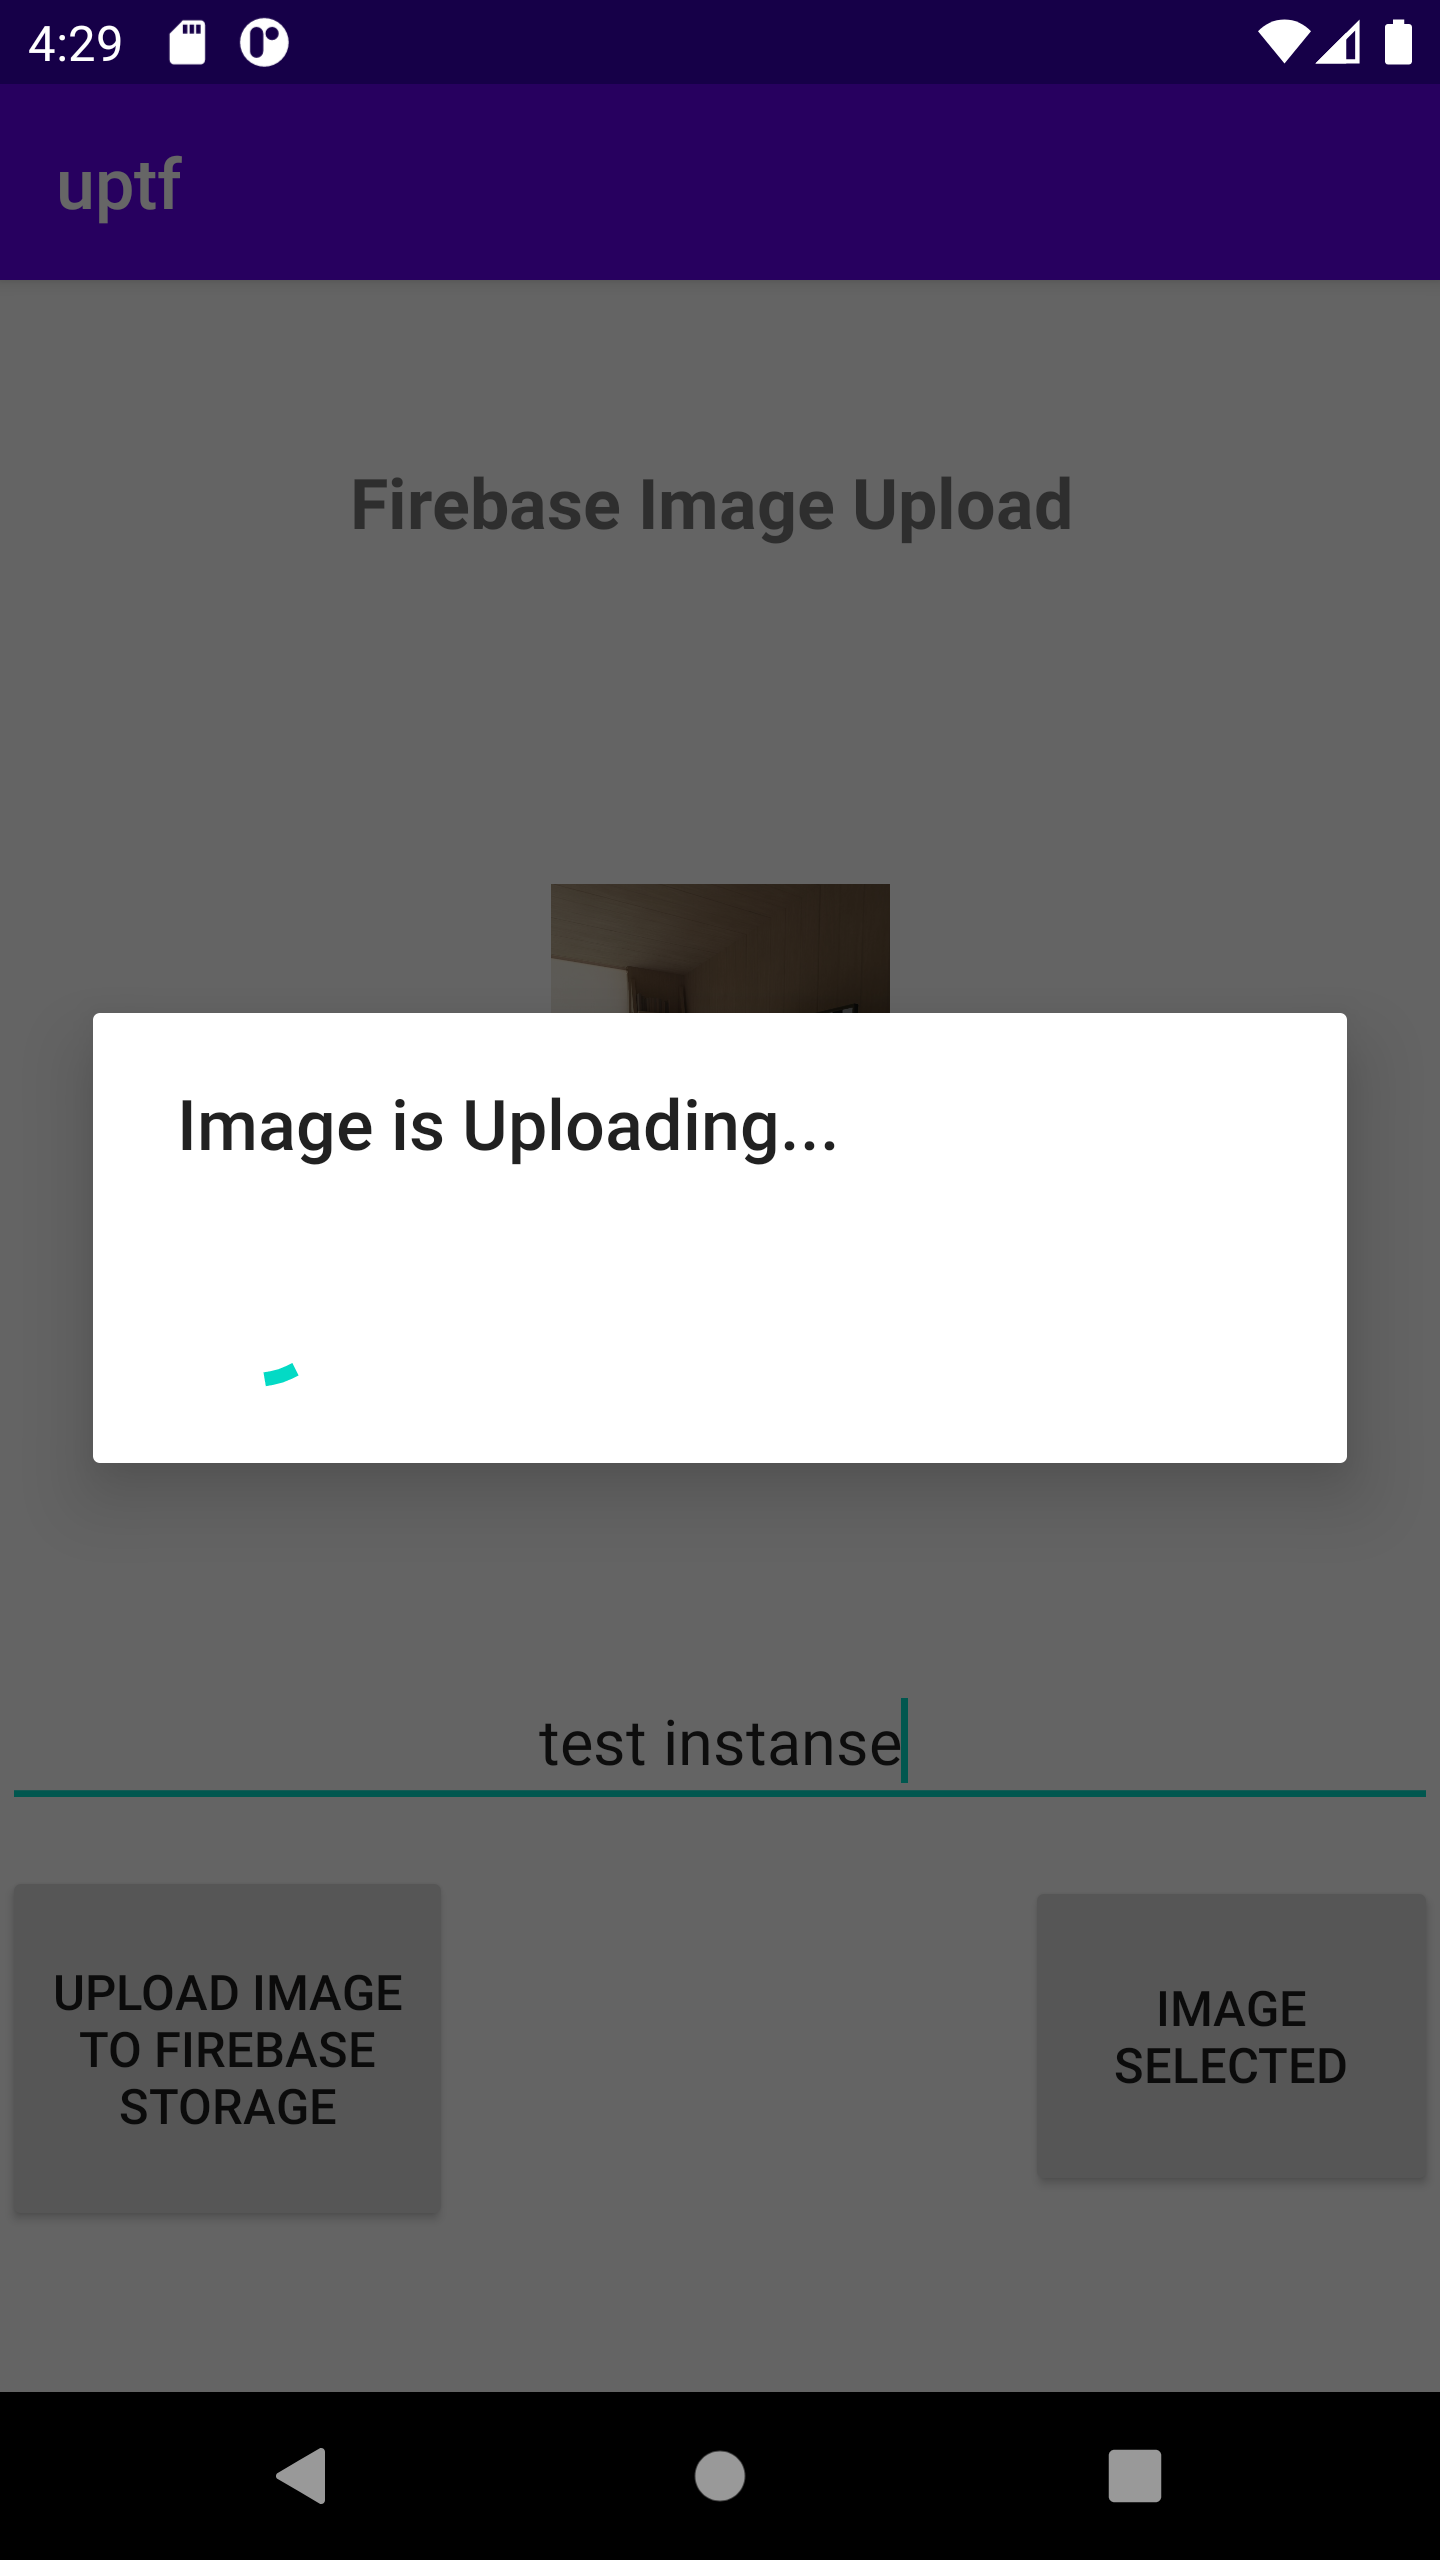 4:29
uptf
Firebase Image Upload
Image is Uploading...
test instanse
UPLOAD IMAGE
TO FIREBASE
STORAGE
IMAGE
SELECTED